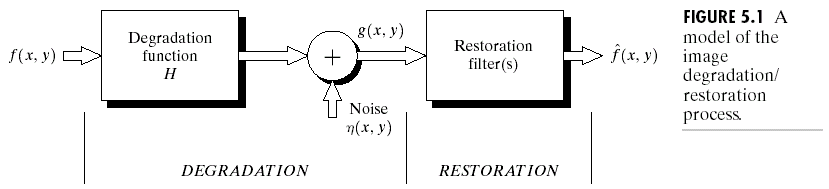 f(x, y)
Degradation
function
H
+
g(x, y)
Noise
η(x, y)
Restoration
filter(s)
f̂(x, y)
DEGRADATION
RESTORATION
FIGURE 5.1 A
model of the
image
degradation/
restoration
process.